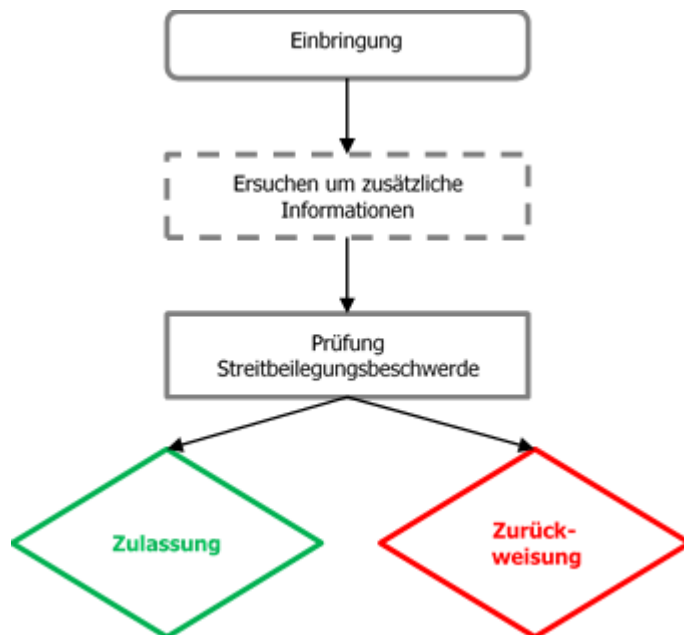 Einbringung
Ersuchen um zusätzliche
Informationen
Prüfung
Streitbeilegungsbeschwerde
Zulassung
Zurück-
weisung